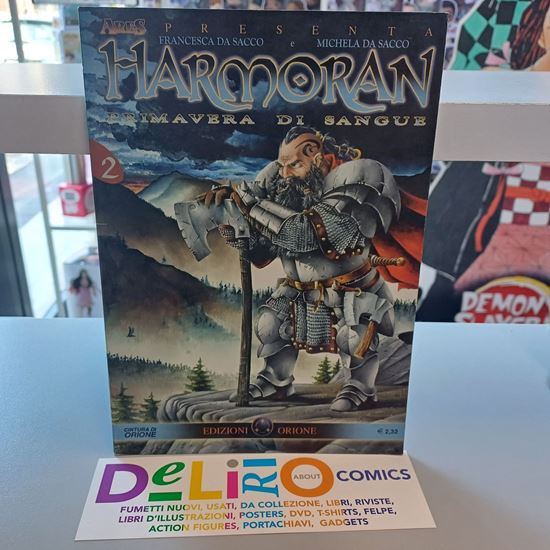 ARES PRESENTA
FRANCESCA DA SACCO e MICHELA DA SACCO
HARMORAN
PRIMAVERA DI SANGUE
2
CINTURA DI
ORIONE
EDIZIONI ORIONE
€ 2,32
DELIRIO ABOUT COMICS
FUMETTI NUOVI, USATI, DA COLLEZIONE, LIBRI, RIVISTE,
LIBRI D'ILLUSTRAZIONI, POSTERS, DVD, T-SHIRTS, FELPE,
ACTION FIGURES, PORTACHIAVI, GADGETS
DEMON
SLAYER